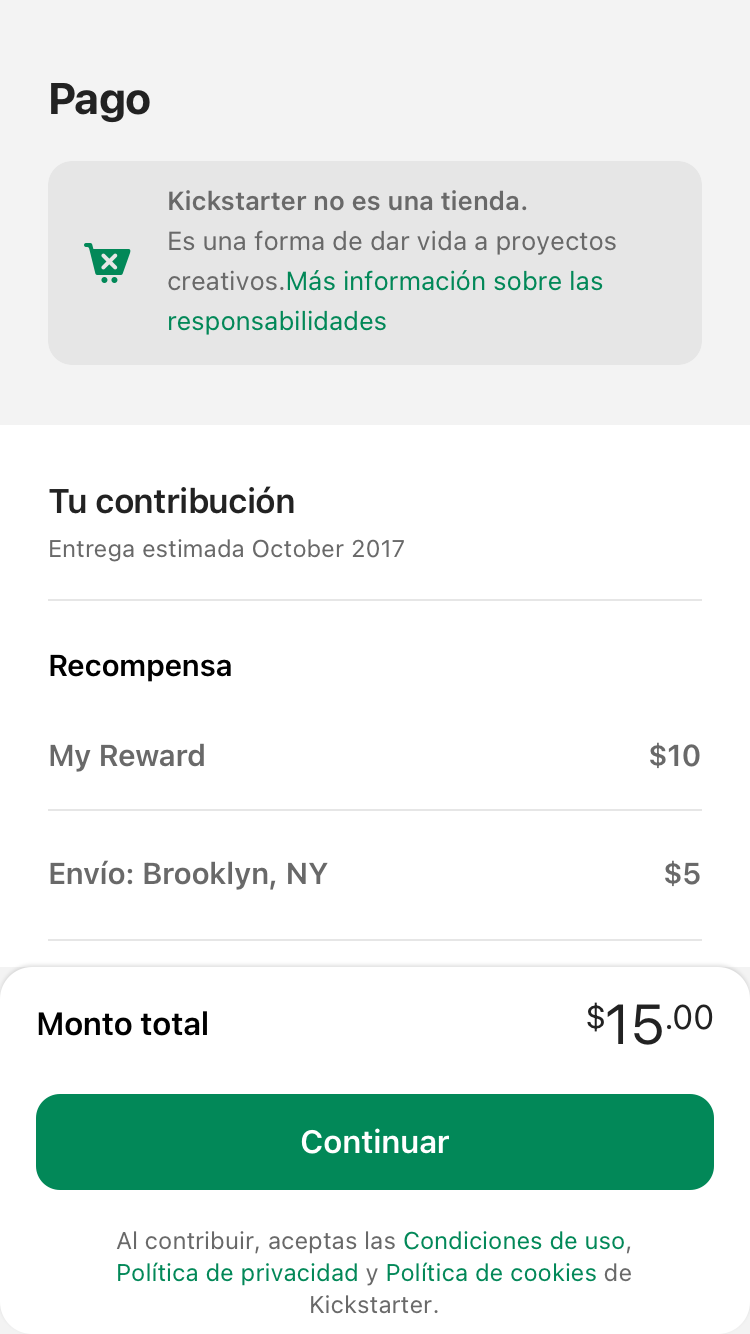 Pago
Kickstarter no es una tienda.
Es una forma de dar vida a proyectos
creativos.Más información sobre las
responsabilidades
Tu contribución
Entrega estimada October 2017
Recompensa
My Reward $10
Envío: Brooklyn, NY $5
Monto total $15.00
Continuar
Al contribuir, aceptas las Condiciones de uso,
Política de privacidad y Política de cookies de
Kickstarter.